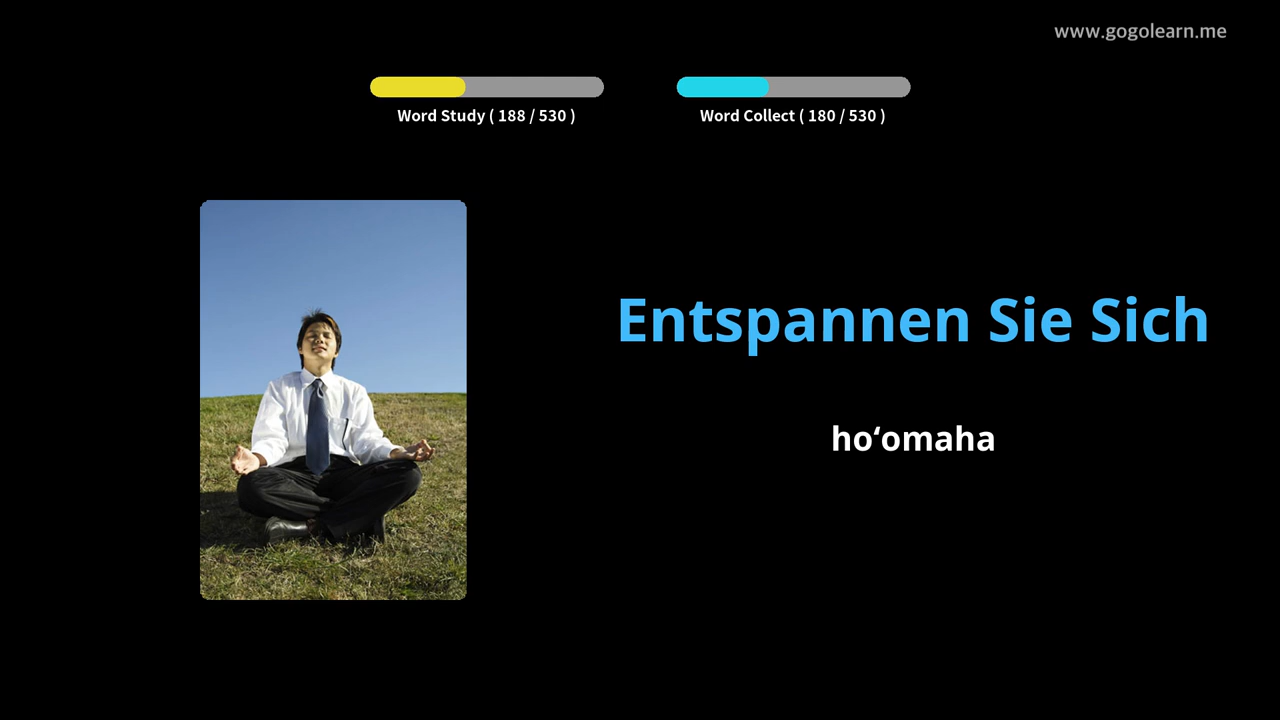 www.gogolearn.me
Word Study ( 188 / 530 )
Word Collect ( 180 / 530 )
Entspannen Sie Sich
hoʻomaha